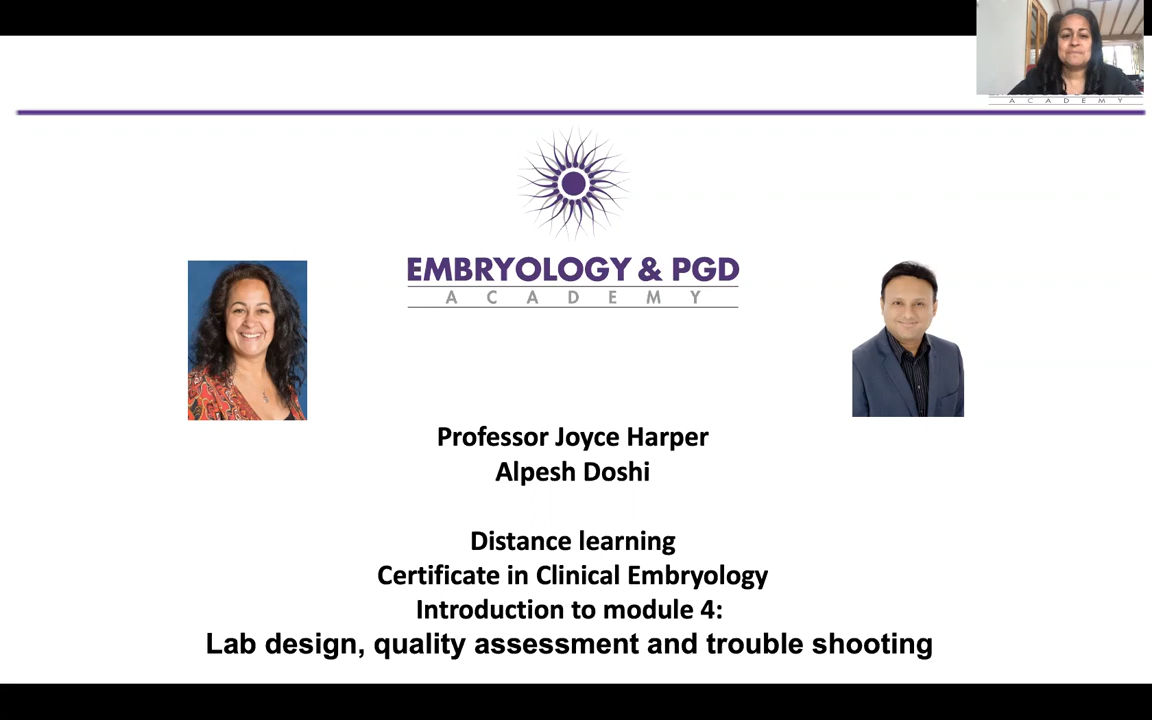 A C A D E M Y
EMBRYOLOGY & PGD
A C A D E M Y
Professor Joyce Harper
Alpesh Doshi
Distance learning
Certificate in Clinical Embryology
Introduction to module 4:
Lab design, quality assessment and trouble shooting